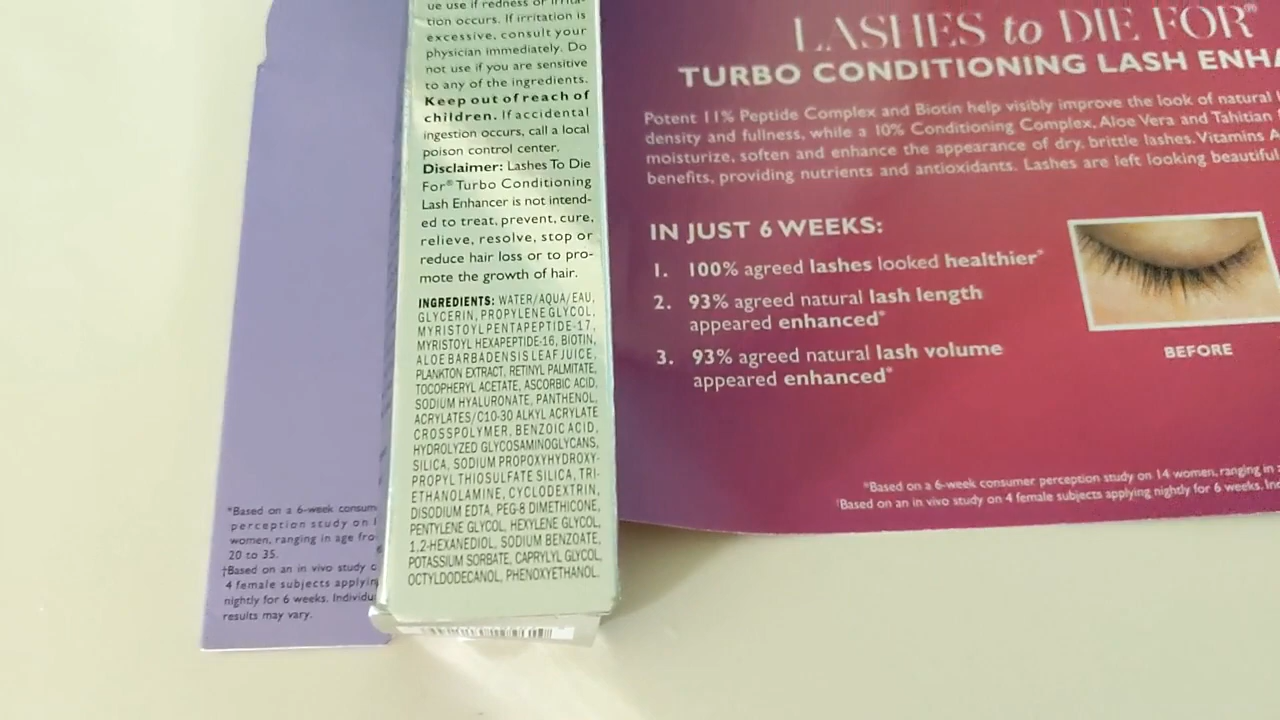 ue use if redness or irrita-
tion occurs. If irritation is
excessive, consult your
physician immediately. Do
not use if you are sensitive
to any of the ingredients.
Keep out of reach of
children. If accidental
ingestion occurs, call a local
poison control center.
Disclaimer: Lashes To Die
For® Turbo Conditioning
Lash Enhancer is not intend-
ed to treat, prevent, cure,
relieve, resolve, stop or
reduce hair loss or to pro-
mote the growth of hair.
INGREDIENTS: WATER/AQUA/EAU,
GLYCERIN, PROPYLENE GLYCOL,
MYRISTOYL PENTAPEPTIDE-17,
MYRISTOYL HEXAPEPTIDE-16, BIOTIN,
ALOE BARBADENSIS LEAF JUICE,
PLANKTON EXTRACT, RETINYL PALMITATE,
TOCOPHERYL ACETATE, ASCORBIC ACID,
SODIUM HYALURONATE, PANTHENOL,
ACRYLATES/C10-30 ALKYL ACRYLATE
CROSSPOLYMER, BENZOIC ACID,
HYDROLYZED GLYCOSAMINOGLYCANS,
SILICA, SODIUM PROPOXYHYDROXY-
PROPYL THIOSULFATE SILICA, TRI-
ETHANOLAMINE, CYCLODEXTRIN,
DISODIUM EDTA, PEG-8 DIMETHICONE,
PENTYLENE GLYCOL, HEXYLENE GLYCOL,
1,2-HEXANEDIOL, SODIUM BENZOATE,
POTASSIUM SORBATE, CAPRYLYL GLYCOL,
OCTYLDODECANOL, PHENOXYETHANOL.
*Based on a 6-week consum
perception study on 1
women, ranging in age fro
20 to 35.
†Based on an in vivo study o
4 female subjects applyin
nightly for 6 weeks. Individu
results may vary.
LASHES to DIE FOR®
TURBO CONDITIONING LASH ENHA
Potent 11% Peptide Complex and Biotin help visibly improve the look of natural l
density and fullness, while a 10% Conditioning Complex, Aloe Vera and Tahitian
moisturize, soften and enhance the appearance of dry, brittle lashes. Vitamins A
benefits, providing nutrients and antioxidants. Lashes are left looking beautiful
IN JUST 6 WEEKS:
1. 100% agreed lashes looked healthier*
2. 93% agreed natural lash length
appeared enhanced*
3. 93% agreed natural lash volume
appeared enhanced*
BEFORE
*Based on a 6-week consumer perception study on 14 women, ranging in a
†Based on an in vivo study on 4 female subjects applying nightly for 6 weeks. Ind